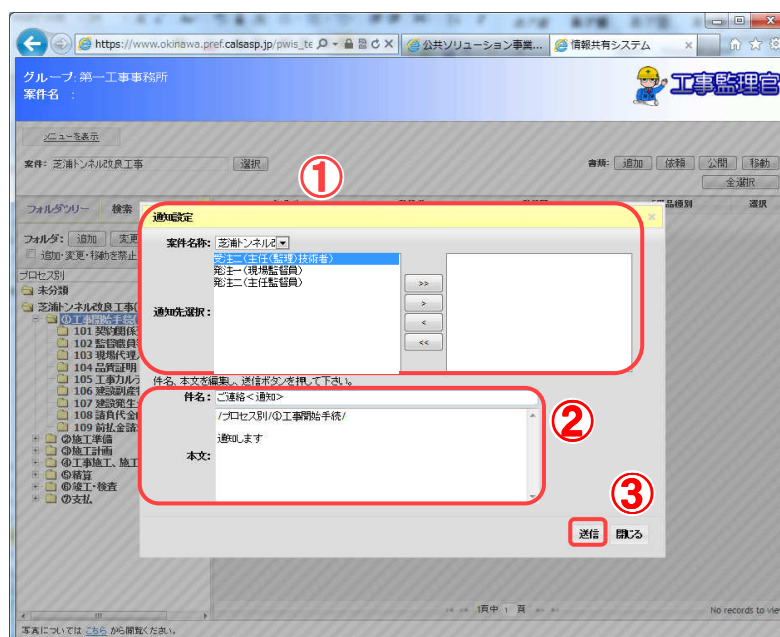 https://www.okinawa.pref.calsasp.jp/pwis_te
公共ソリューション事業...
情報共有システム
グループ: 第一工事事務所
案件名 :
工事監理官
メニューを表示
案件: 芝浦トンネル改良工事
選択
書類: 追加 依頼 公開 移動
全選択
フォルダツリー 検索
選択
フォルダ: 追加 変更
追加・変更・移動を禁止
プロセス別
未分類
芝浦トンネル改良工事(
①工事開始手続(
101 契約関係
102 監督職員
103 現場代理人
104 品質証明
105 工事カルテ
106 建設副産物
107 建設発生土
108 請負代金
109 前払金請
②施工準備
③施工計画
④工事施工、施工
⑤精算
⑥竣工・検査
⑦支払
①
通知設定
案件名称: 芝浦トンネルさ
受注二(主任(監理)技術者)
発注一(現場監督員)
発注二(主任監督員)
通知先選択:
>>
>
<
<<
件名、本文を編集し、送信ボタンを押して下さい。
件名: ご連絡<通知>
/プロセス別/①工事開始手続/
通知します
本文:
②
③
送信 閉じる
1頁中 1 頁
No records to vie
写真については こちら から閲覧ください。